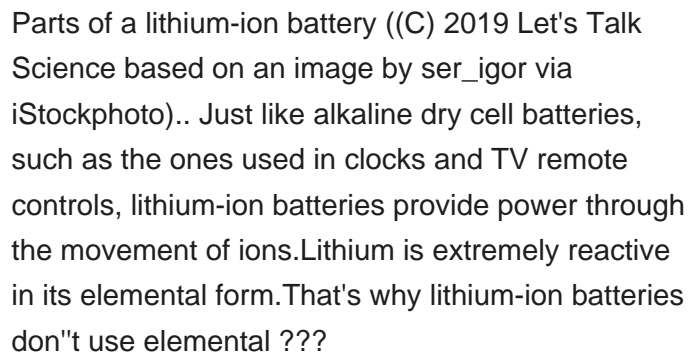 Parts of a lithium-ion battery ((C) 2019 Let's Talk
Science based on an image by ser_igor via
iStockphoto).. Just like alkaline dry cell batteries,
such as the ones used in clocks and TV remote
controls, lithium-ion batteries provide power through
the movement of ions.Lithium is extremely reactive
in its elemental form.That's why lithium-ion batteries
don''t use elemental ???